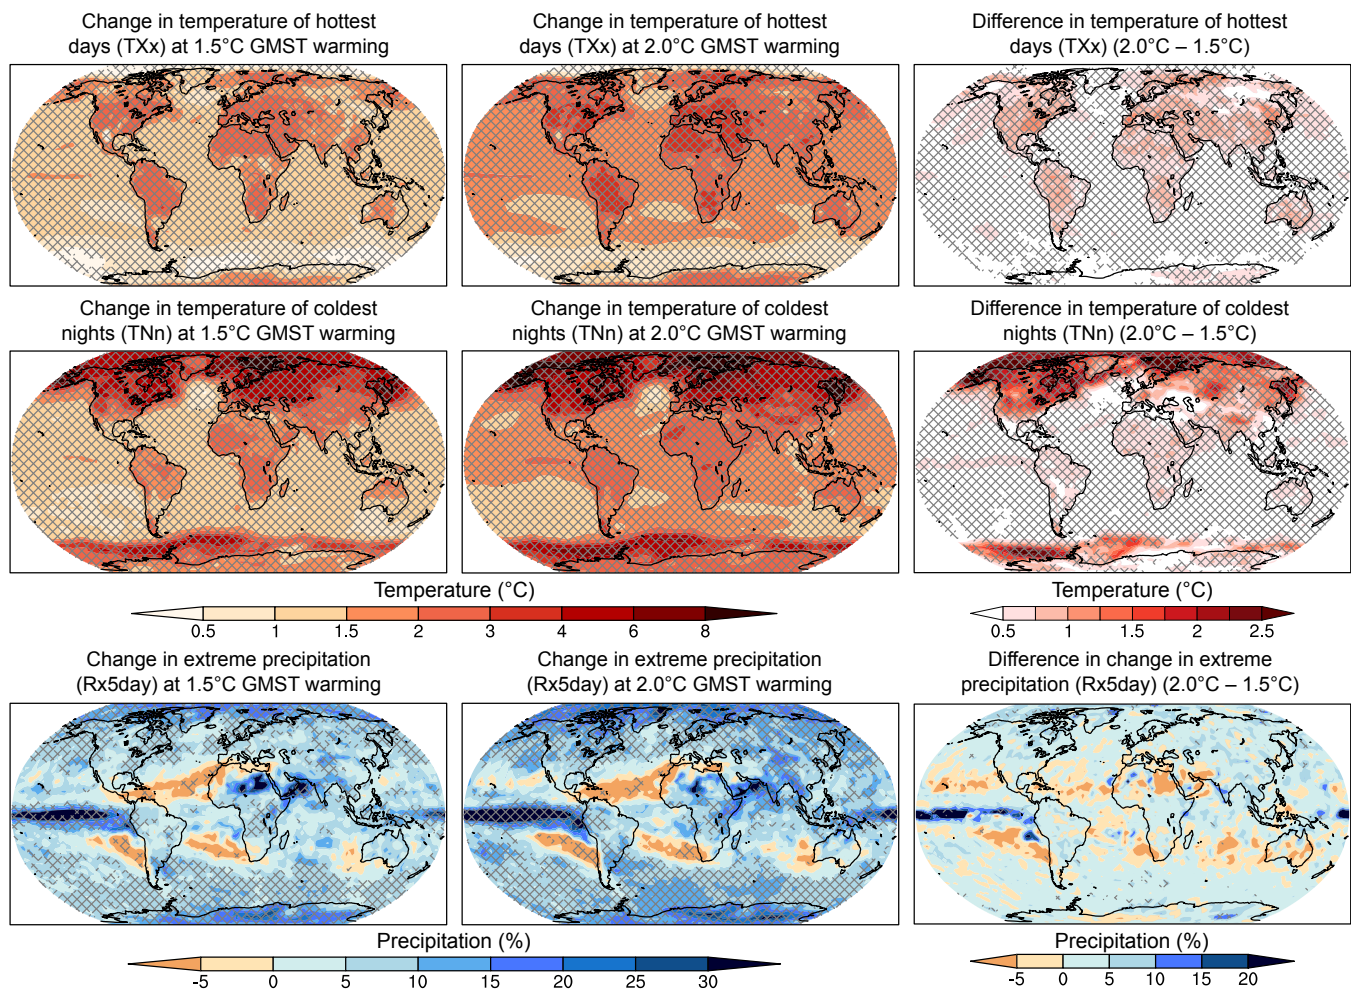 Change in temperature of hottest
days (TXx) at 1.5°C GMST warming
Change in temperature of hottest
days (TXx) at 2.0°C GMST warming
Difference in temperature of hottest
days (TXx) (2.0°C – 1.5°C)
Change in temperature of coldest
nights (TNn) at 1.5°C GMST warming
Change in temperature of coldest
nights (TNn) at 2.0°C GMST warming
Difference in temperature of coldest
nights (TNn) (2.0°C – 1.5°C)
Temperature (°C)
0.5 1 1.5 2 3 4 6 8
Temperature (°C)
0.5 1 1.5 2 2.5
Change in extreme precipitation
(Rx5day) at 1.5°C GMST warming
Change in extreme precipitation
(Rx5day) at 2.0°C GMST warming
Difference in change in extreme
precipitation (Rx5day) (2.0°C – 1.5°C)
Precipitation (%)
-5 0 5 10 15 20 25 30
Precipitation (%)
-5 0 5 10 15 20